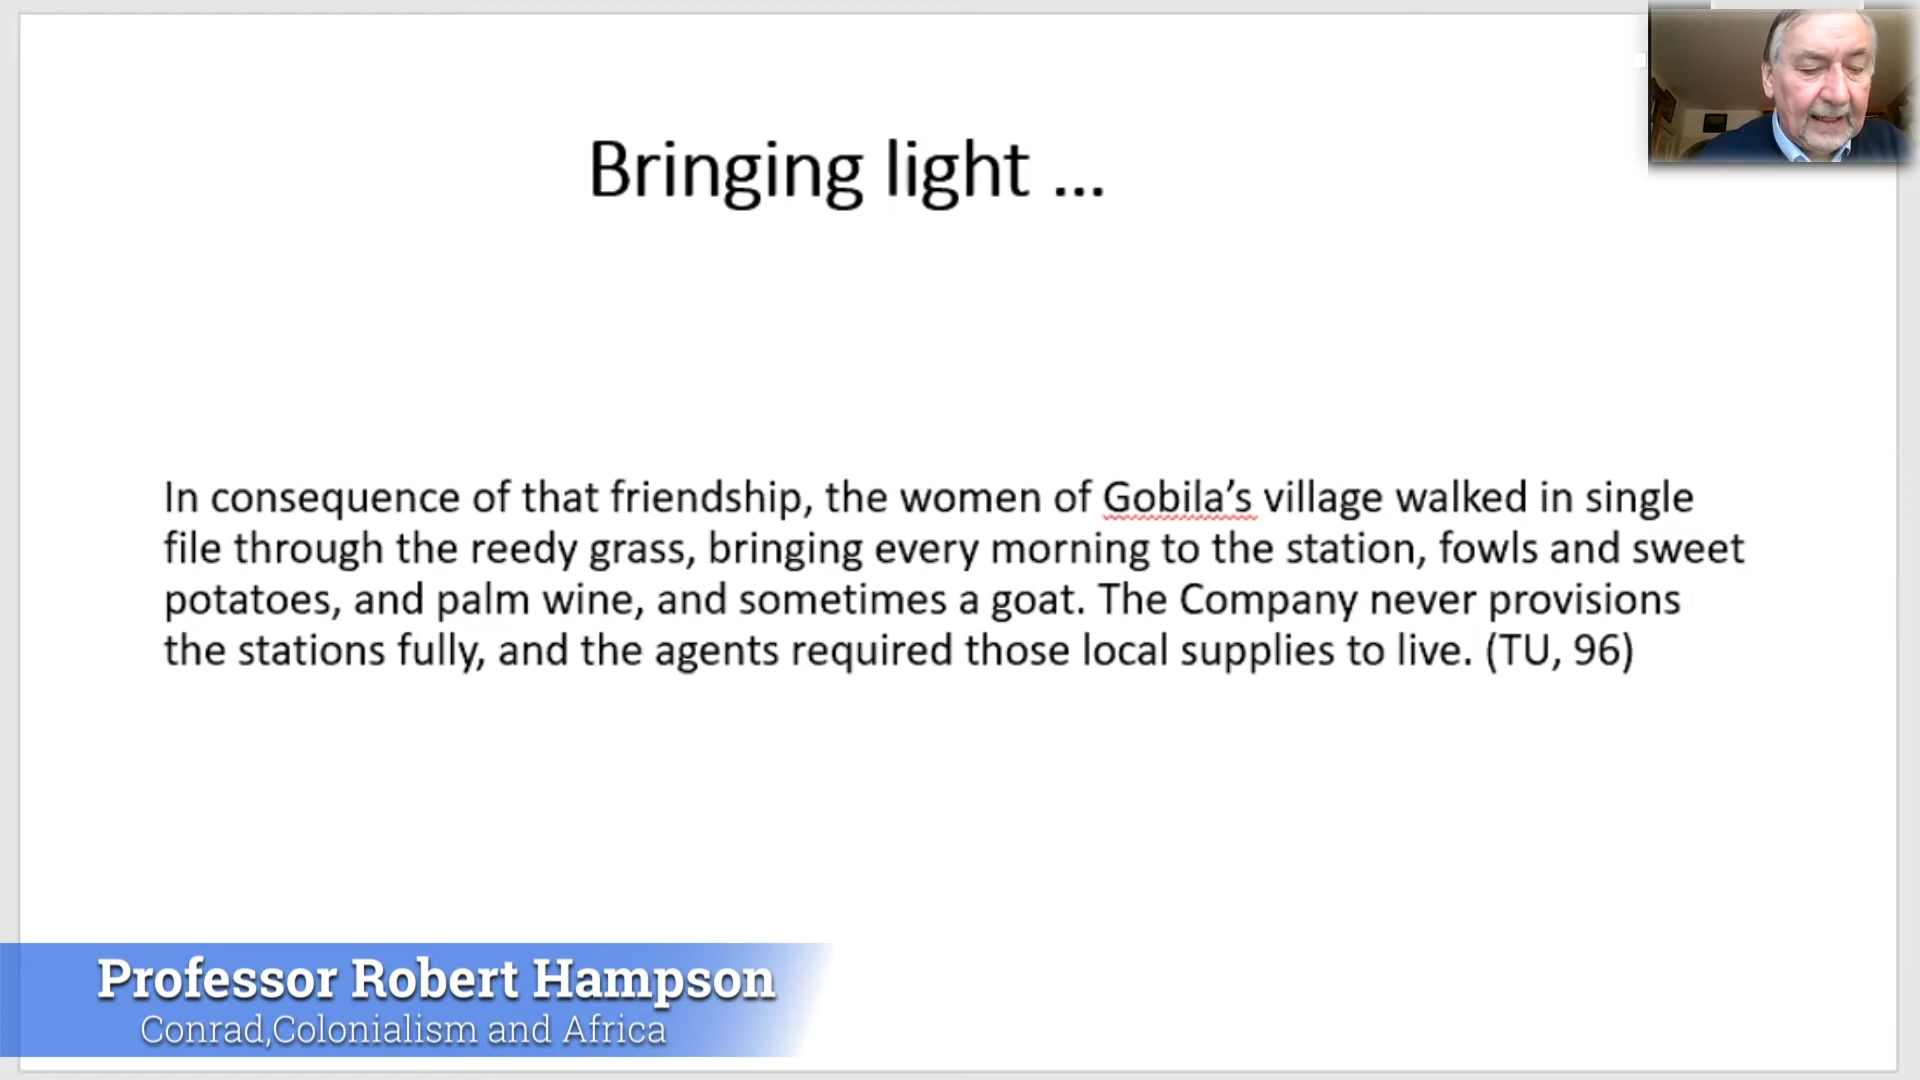 Bringing light ...
In consequence of that friendship, the women of Gobila’s village walked in single
file through the reedy grass, bringing every morning to the station, fowls and sweet
potatoes, and palm wine, and sometimes a goat. The Company never provisions
the stations fully, and the agents required those local supplies to live. (TU, 96)
Professor Robert Hampson
Conrad,Colonialism and Africa